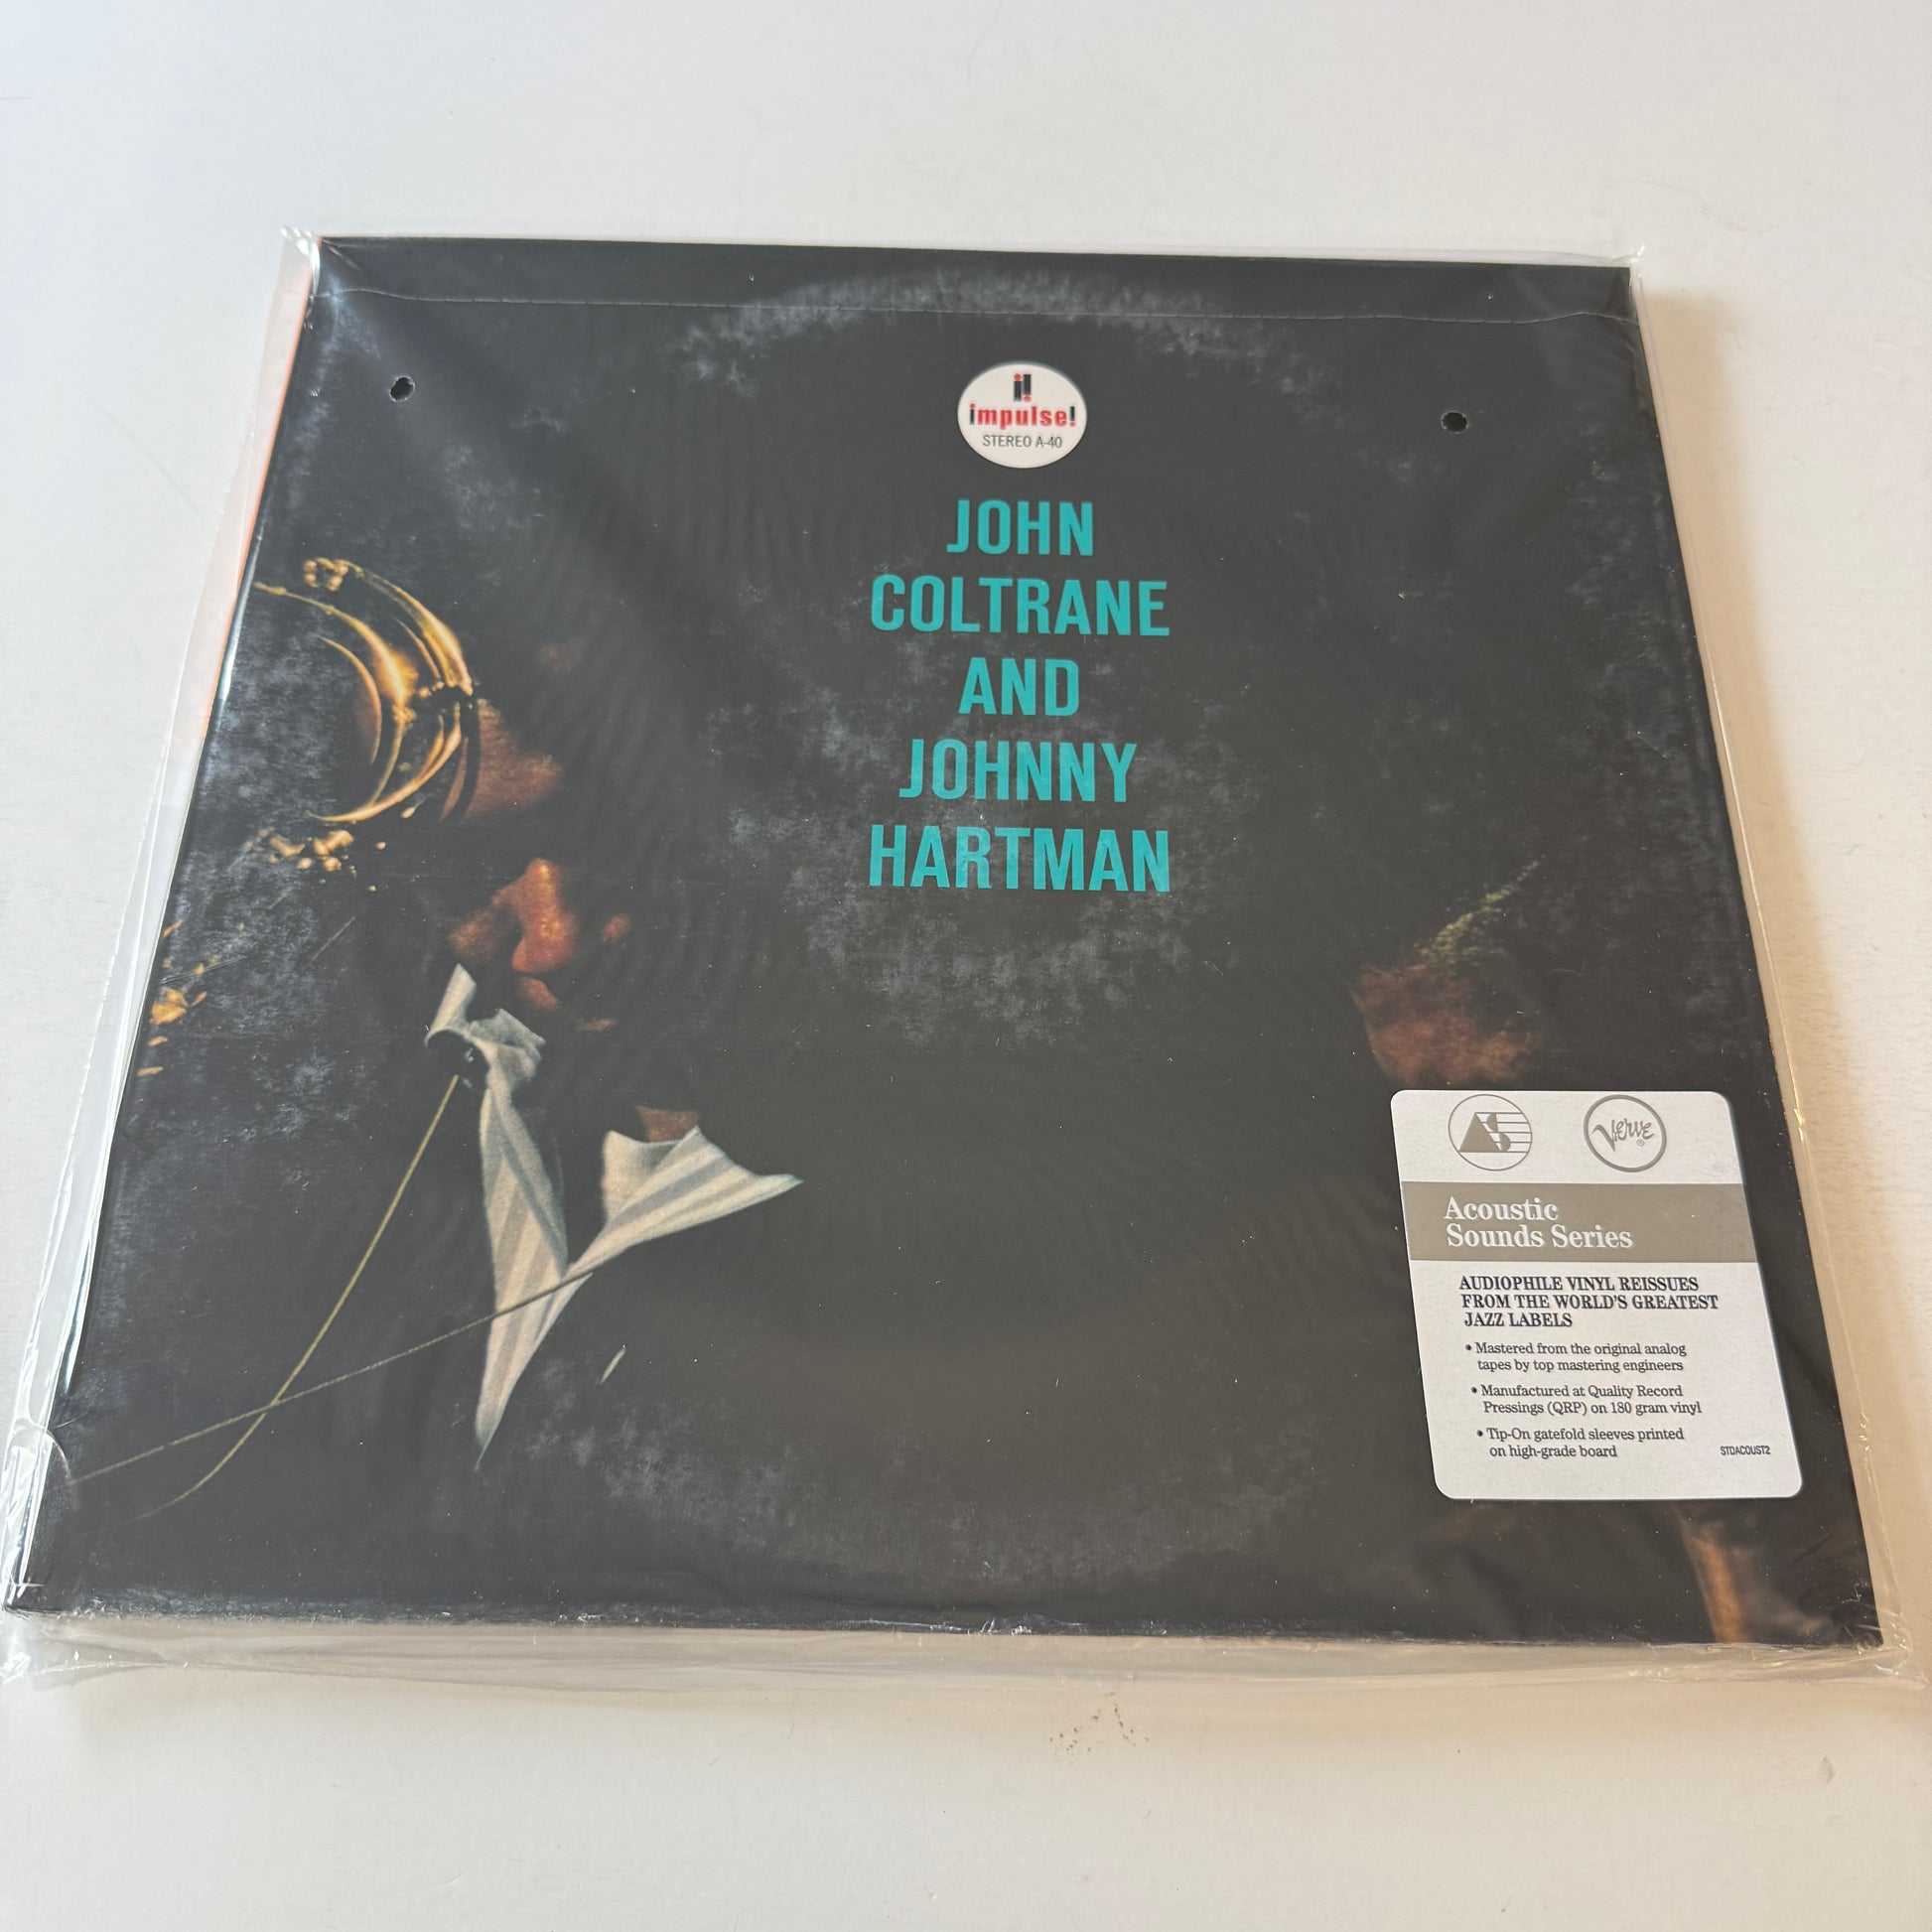 i!
impulse!
STEREO A-40
JOHN
COLTRANE
AND
JOHNNY
HARTMAN
AS
Verve
®
Acoustic
Sounds Series
AUDIOPHILE VINYL REISSUES
FROM THE WORLD'S GREATEST
JAZZ LABELS
• Mastered from the original analog
tapes by top mastering engineers
• Manufactured at Quality Record
Pressings (QRP) on 180 gram vinyl
• Tip-On gatefold sleeves printed
on high-grade board
STDACOUST2